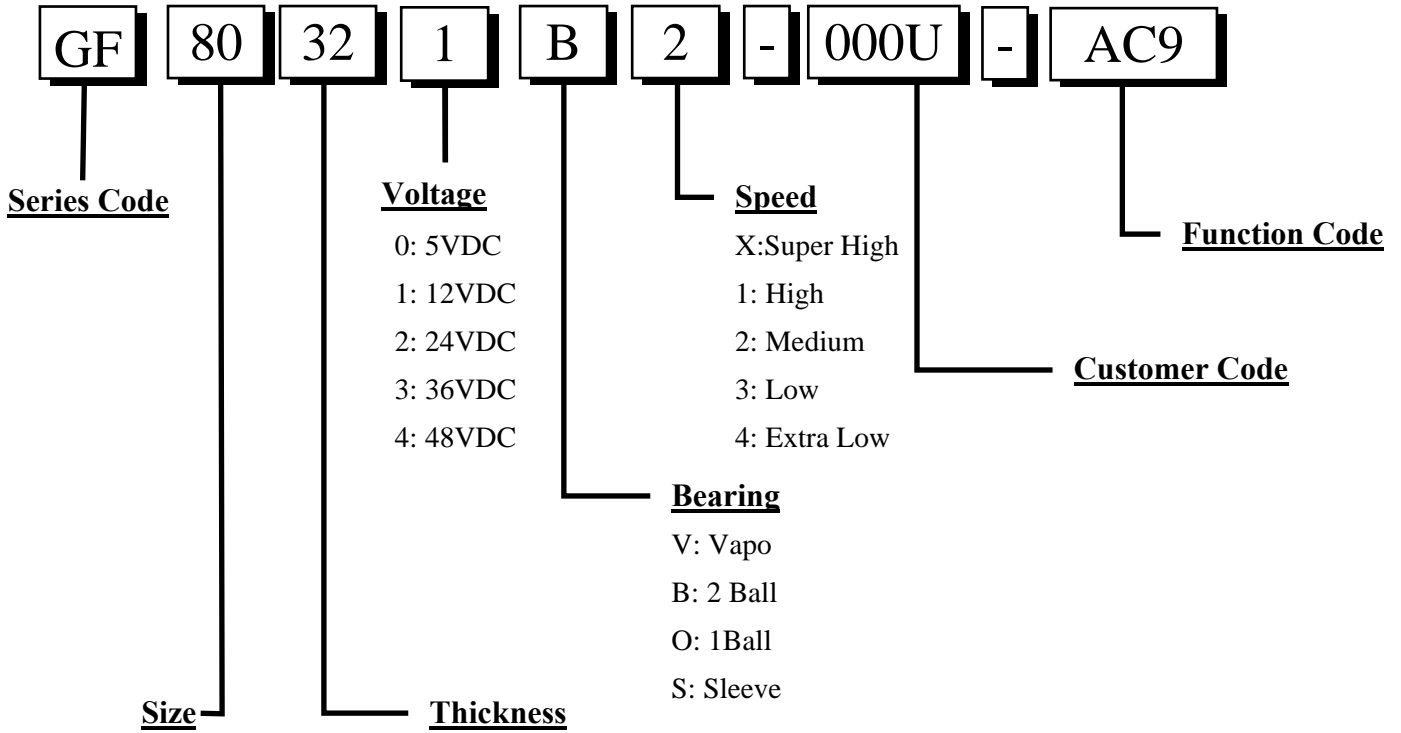 GF 80 32 1 B 2 - 000U - AC9
Series Code
Voltage
0: 5VDC
1: 12VDC
2: 24VDC
3: 36VDC
4: 48VDC
Speed
X:Super High
1: High
2: Medium
3: Low
4: Extra Low
Function Code
Customer Code
Bearing
V: Vapo
B: 2 Ball
O: 1Ball
S: Sleeve
Size
Thickness